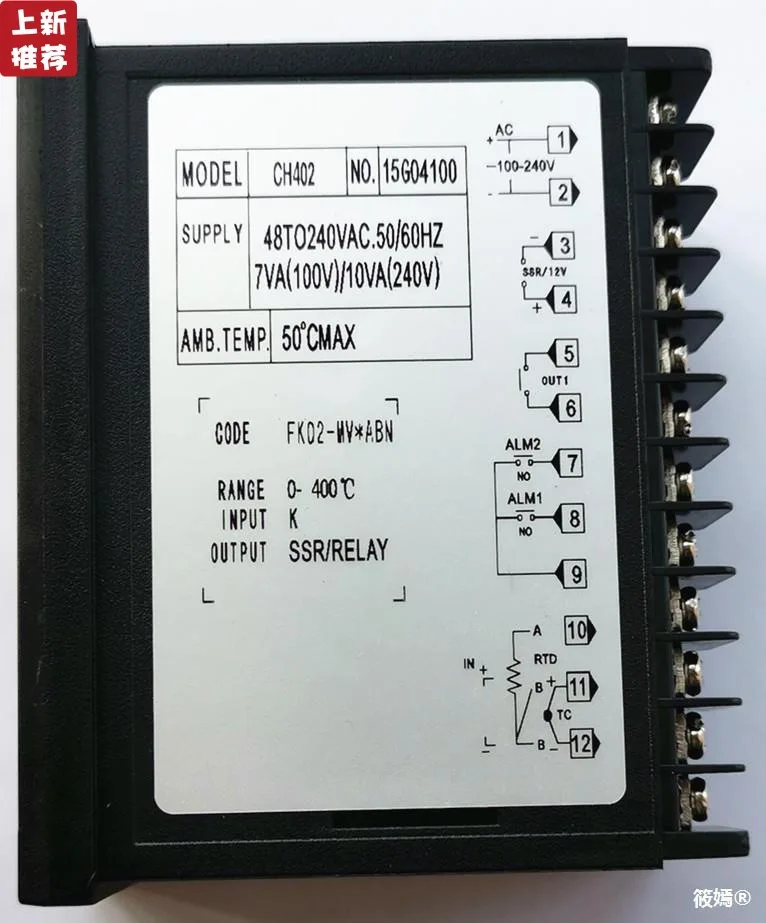 上新
推荐
MODEL CH402 NO. 15G04100
SUPPLY 48TO240VAC.50/60HZ
7VA(100V)/10VA(240V)
AMB.TEMP. 50°CMAX
CODE FK02-MV*ABN
RANGE 0- 400℃
INPUT K
OUTPUT SSR/RELAY
+ AC 1
100-240V
- 2
- 3
SSR/12V
+ 4
5
OUT1
6
ALM2 7
NO
ALM1 8
NO
9
A 10
IN + RTD
B + 11
TC
- B - 12
筱嫣®